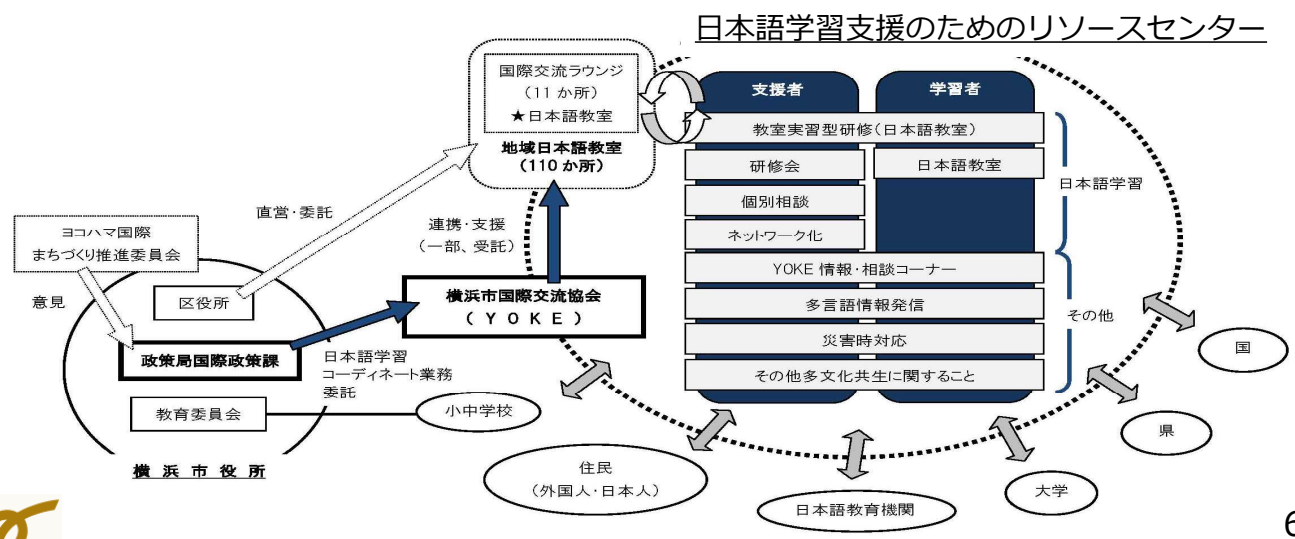 日本語学習支援のためのリソースセンター
国際交流ラウンジ
（11 か所）
★日本語教室
地域日本語教室
（110 か所）
支援者
学習者
教室実習型研修（日本語教室）
研修会
日本語教室
個別相談
ネットワーク化
日本語学習
YOKE 情報・相談コーナー
多言語情報発信
災害時対応
その他多文化共生に関すること
その他
直営・委託
連携・支援
（一部、受託）
ヨコハマ国際
まちづくり推進委員会
意見
区役所
横浜市国際交流協会
（ＹＯＫＥ）
政策局国際政策課
日本語学習
コーディネート業務
委託
教育委員会
小中学校
横浜市役所
住民
（外国人・日本人）
日本語教育機関
大学
県
国
6